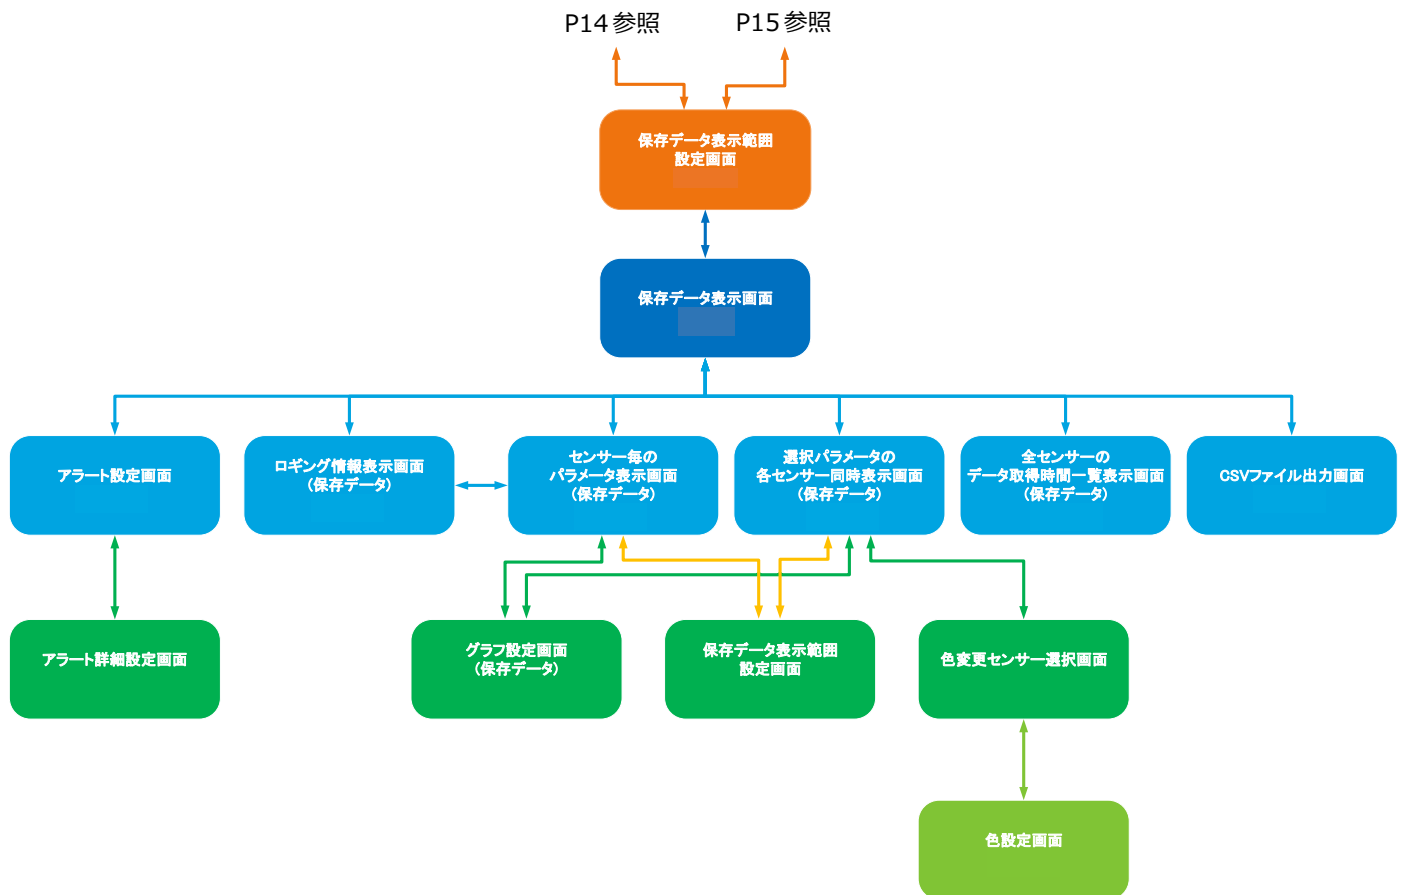 P14参照
P15参照
保存データ表示範囲
設定画面
保存データ表示画面
アラート設定画面
ロギング情報表示画面
(保存データ)
センサー毎の
パラメータ表示画面
(保存データ)
選択パラメータの
各センサー同時表示画面
(保存データ)
全センサーの
データ取得時間一覧表示画面
(保存データ)
CSVファイル出力画面
アラート詳細設定画面
グラフ設定画面
(保存データ)
保存データ表示範囲
設定画面
色変更センサー選択画面
色設定画面